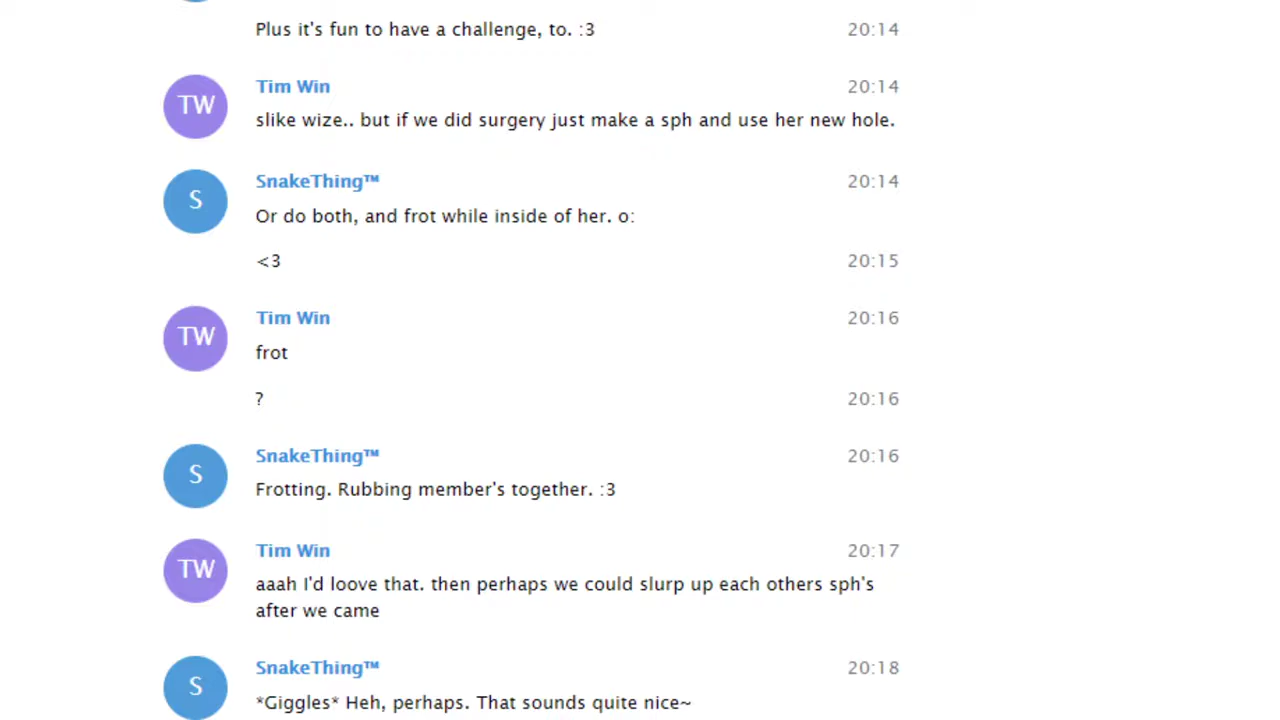 Plus it's fun to have a challenge, to. :3 20:14
TW Tim Win 20:14
slike wize.. but if we did surgery just make a sph and use her new hole.
S SnakeThing™ 20:14
Or do both, and frot while inside of her. o:
<3 20:15
TW Tim Win 20:16
frot
? 20:16
S SnakeThing™ 20:16
Frotting. Rubbing member's together. :3
TW Tim Win 20:17
aaah I'd loove that. then perhaps we could slurp up each others sph's
after we came
S SnakeThing™ 20:18
*Giggles* Heh, perhaps. That sounds quite nice~